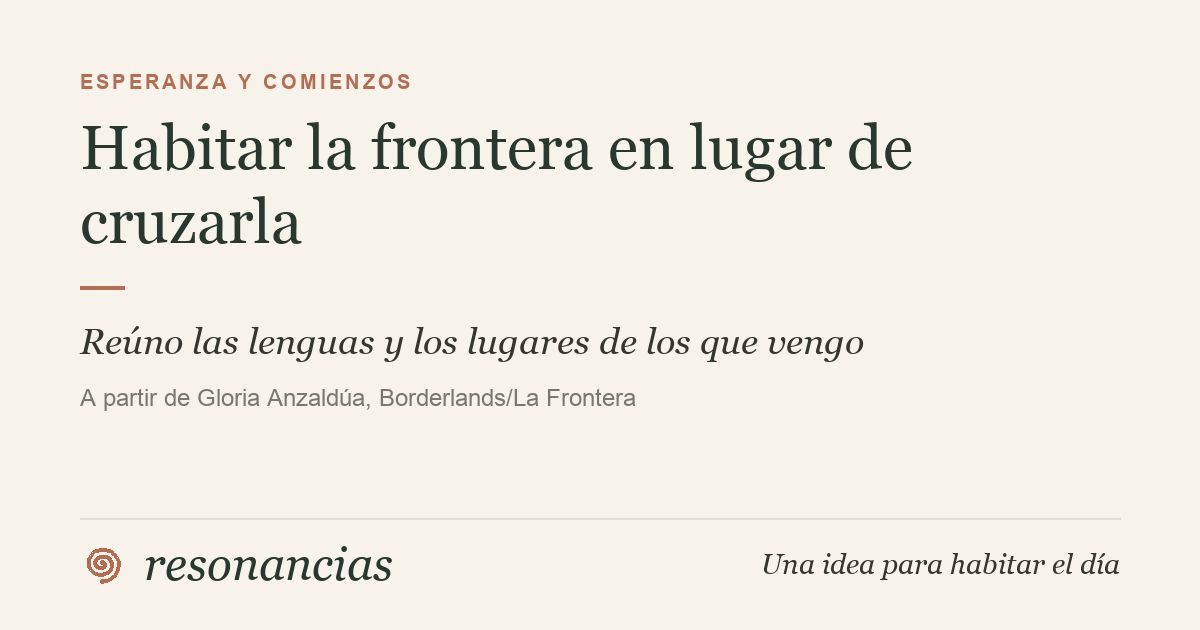 ESPERANZA Y COMIENZOS
Habitar la frontera en lugar de
cruzarla
Reúno las lenguas y los lugares de los que vengo
A partir de Gloria Anzaldúa, Borderlands/La Frontera
resonancias
Una idea para habitar el día